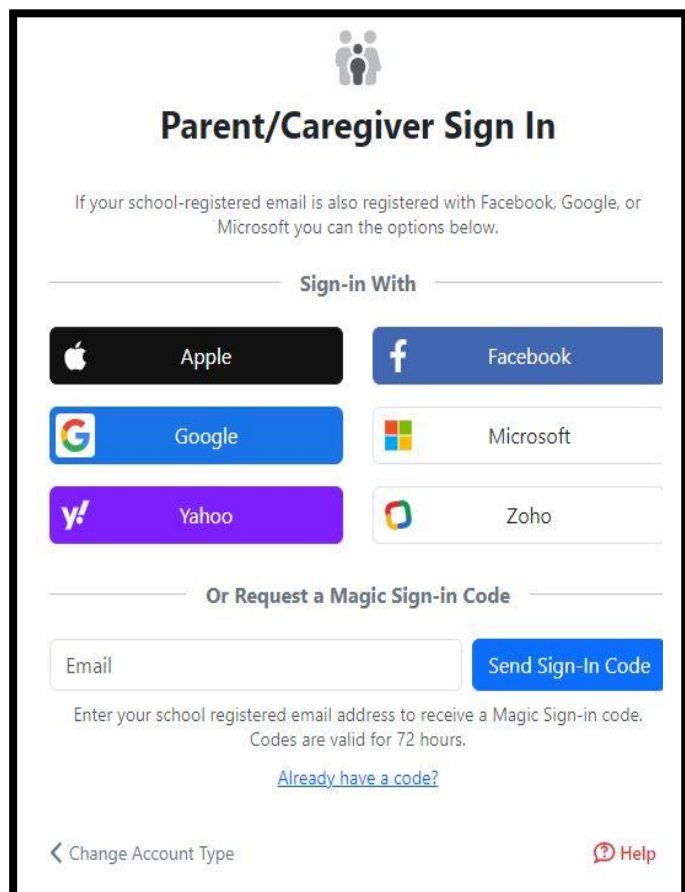 Parent/Caregiver Sign In
If your school-registered email is also registered with Facebook, Google, or
Microsoft you can the options below.
Sign-in With
Apple
Facebook
Google
Microsoft
Yahoo
Zoho
Or Request a Magic Sign-in Code
Email
Send Sign-In Code
Enter your school registered email address to receive a Magic Sign-in code.
Codes are valid for 72 hours.
Already have a code?
Change Account Type
Help